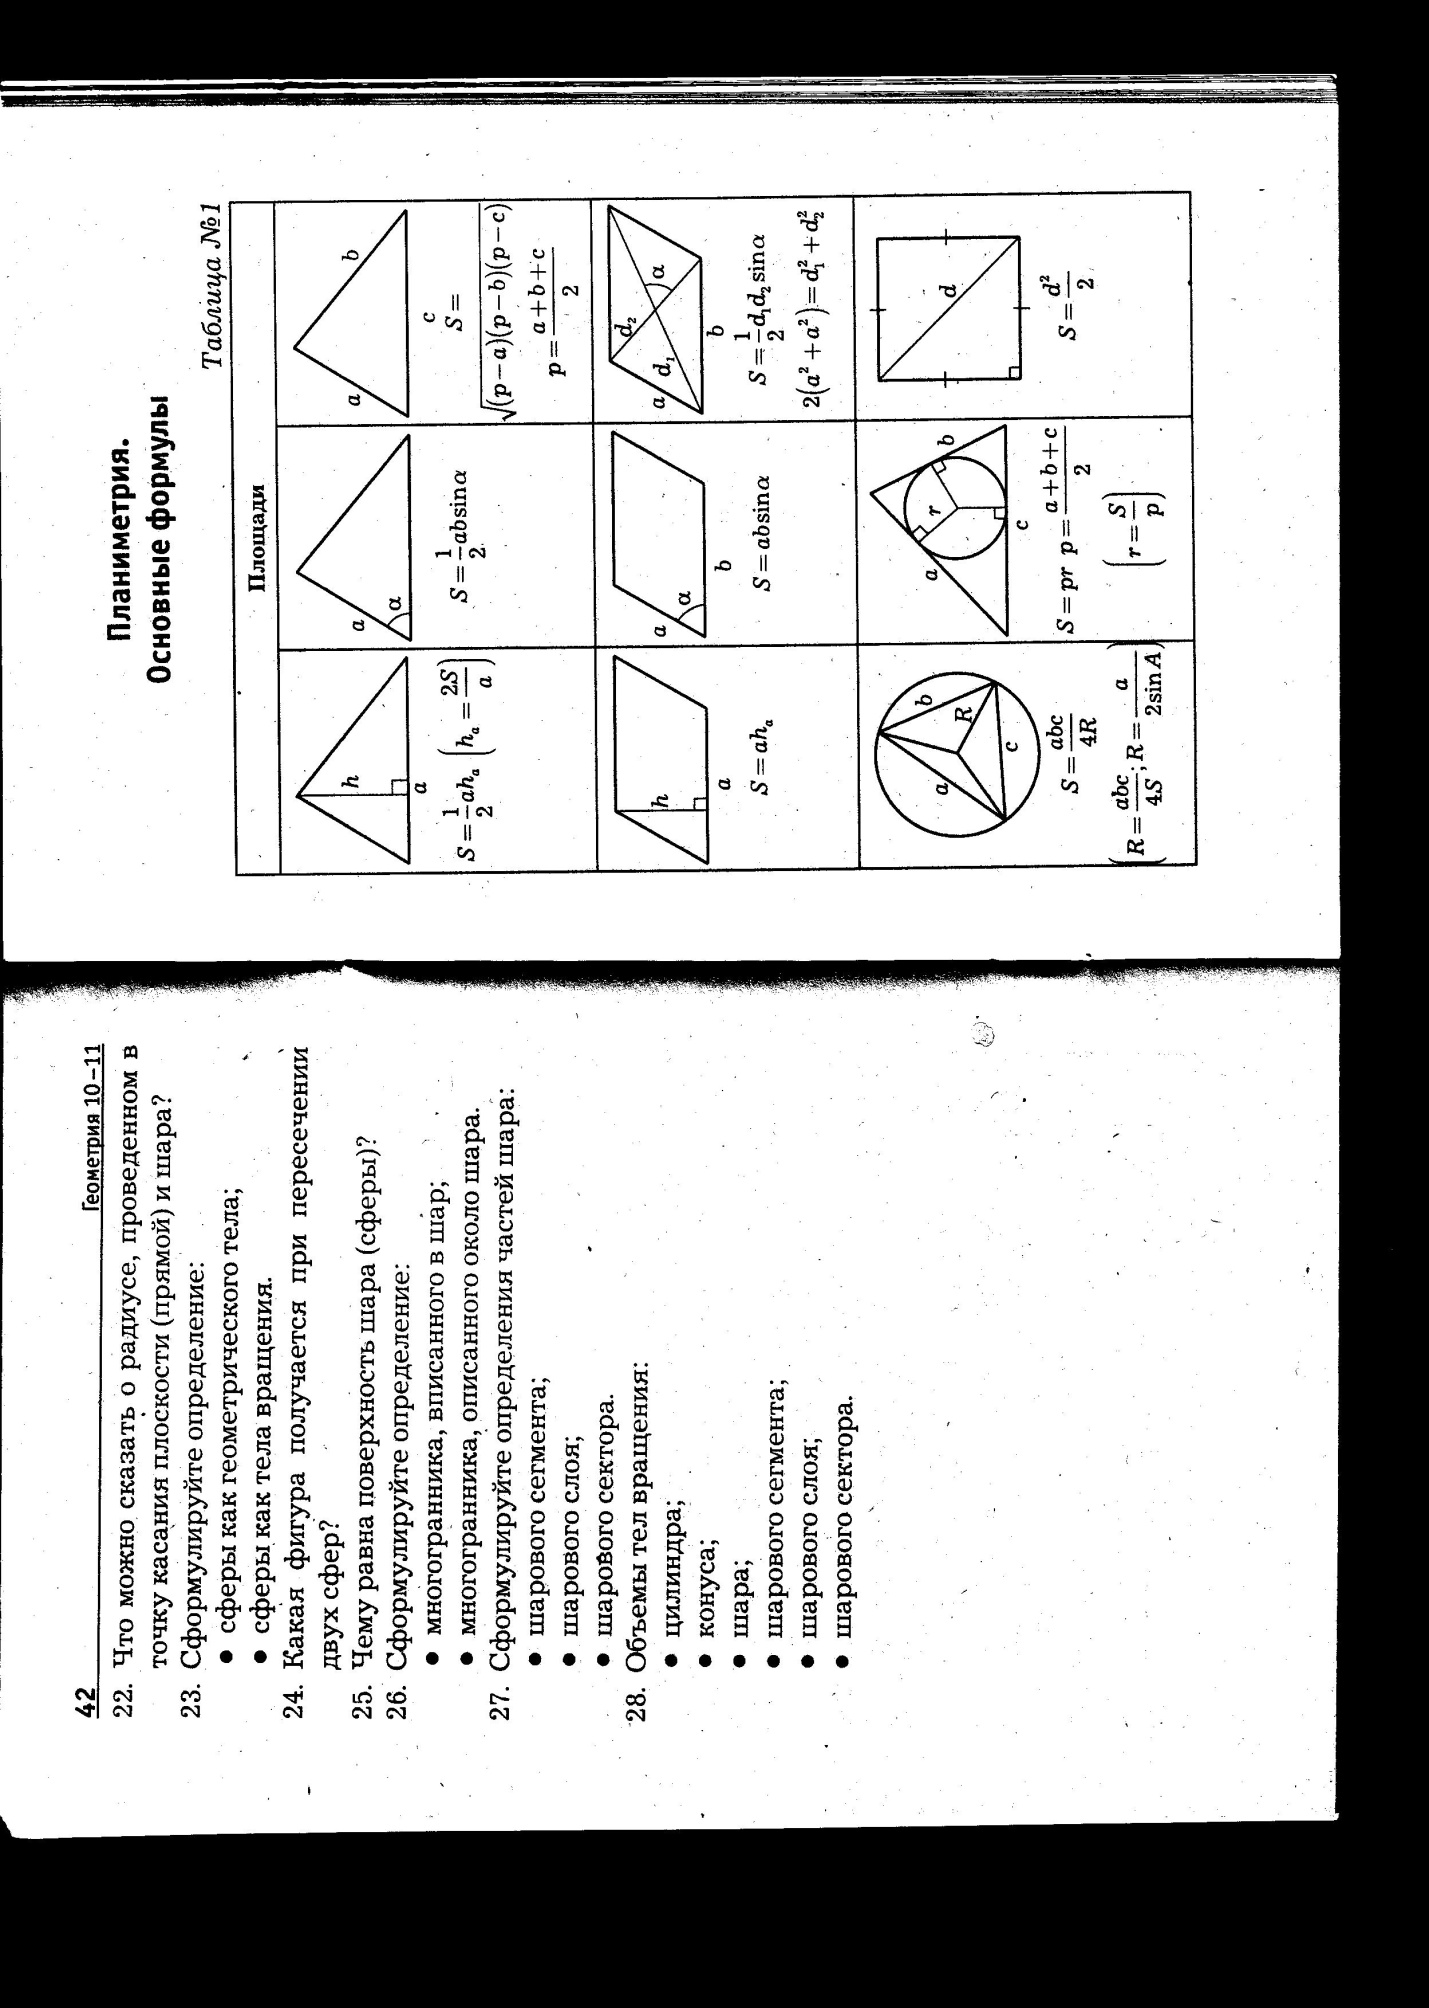 42 Геометрия 10–11
22. Что можно сказать о радиусе, проведенном в
точку касания плоскости (прямой) и шара?
23. Сформулируйте определение:
● сферы как геометрического тела;
● сферы как тела вращения.
24. Какая фигура получается при пересечении
двух сфер?
25. Чему равна поверхность шара (сферы)?
26. Сформулируйте определение:
● многогранника, вписанного в шар;
● многогранника, описанного около шара.
27. Сформулируйте определения частей шара:
● шарового сегмента;
● шарового слоя;
● шарового сектора.
28. Объемы тел вращения:
● цилиндра;
● конуса;
● шара;
● шарового сегмента;
● шарового слоя;
● шарового сектора.
Планиметрия.
Основные формулы
Таблица №1
Площади
h
a
S = 1/2 ah_a (h_a = 2S/a)
a α
S = 1/2 ab sin α
a b
c
S =
√(p − a)(p − b)(p − c)
p = (a + b + c)/2
h
a
S = ah_a
a α
b
S = ab sin α
a d₁ d₂ α
b
S = 1/2 d₁d₂ sin α
2(a² + a²) = d₁² + d₂²
a b R
c
S = abc/4R
(R = abc/4S; R = a/2sin A)
a r b
c
S = pr p = (a + b + c)/2
(r = S/p)
d
S = d²/2